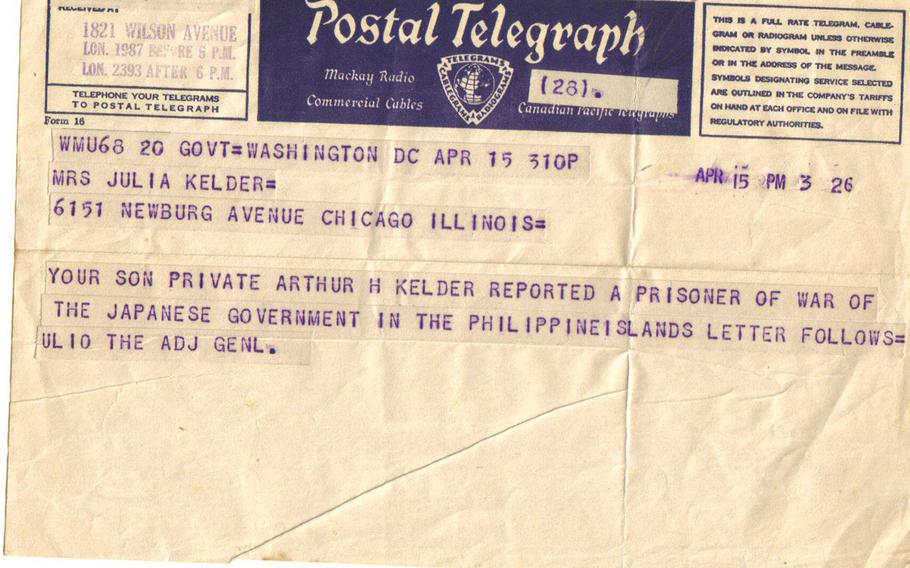 RECEIVED AT
1821 WILSON AVENUE
LON. 1987 BEFORE 6 P.M.
LON. 2393 AFTER 6 P.M.
TELEPHONE YOUR TELEGRAMS
TO POSTAL TELEGRAPH
Form 16
Postal Telegraph
Mackay Radio
Commercial Cables
TELEGRAMS
CABLEGRAMS
RADIOGRAMS
(28).
Canadian Pacific Telegraphs
THIS IS A FULL RATE TELEGRAM, CABLE-
GRAM OR RADIOGRAM UNLESS OTHERWISE
INDICATED BY SYMBOL IN THE PREAMBLE
OR IN THE ADDRESS OF THE MESSAGE.
SYMBOLS DESIGNATING SERVICE SELECTED
ARE OUTLINED IN THE COMPANY'S TARIFFS
ON HAND AT EACH OFFICE AND ON FILE WITH
REGULATORY AUTHORITIES.
WMU68 20 GOVT=WASHINGTON DC APR 15 310P
APR 15 PM 3 26
MRS JULIA KELDER=
6151 NEWBURG AVENUE CHICAGO ILLINOIS=
YOUR SON PRIVATE ARTHUR H KELDER REPORTED A PRISONER OF WAR OF
THE JAPANESE GOVERNMENT IN THE PHILIPPINEISLANDS LETTER FOLLOWS=
ULIO THE ADJ GENL.